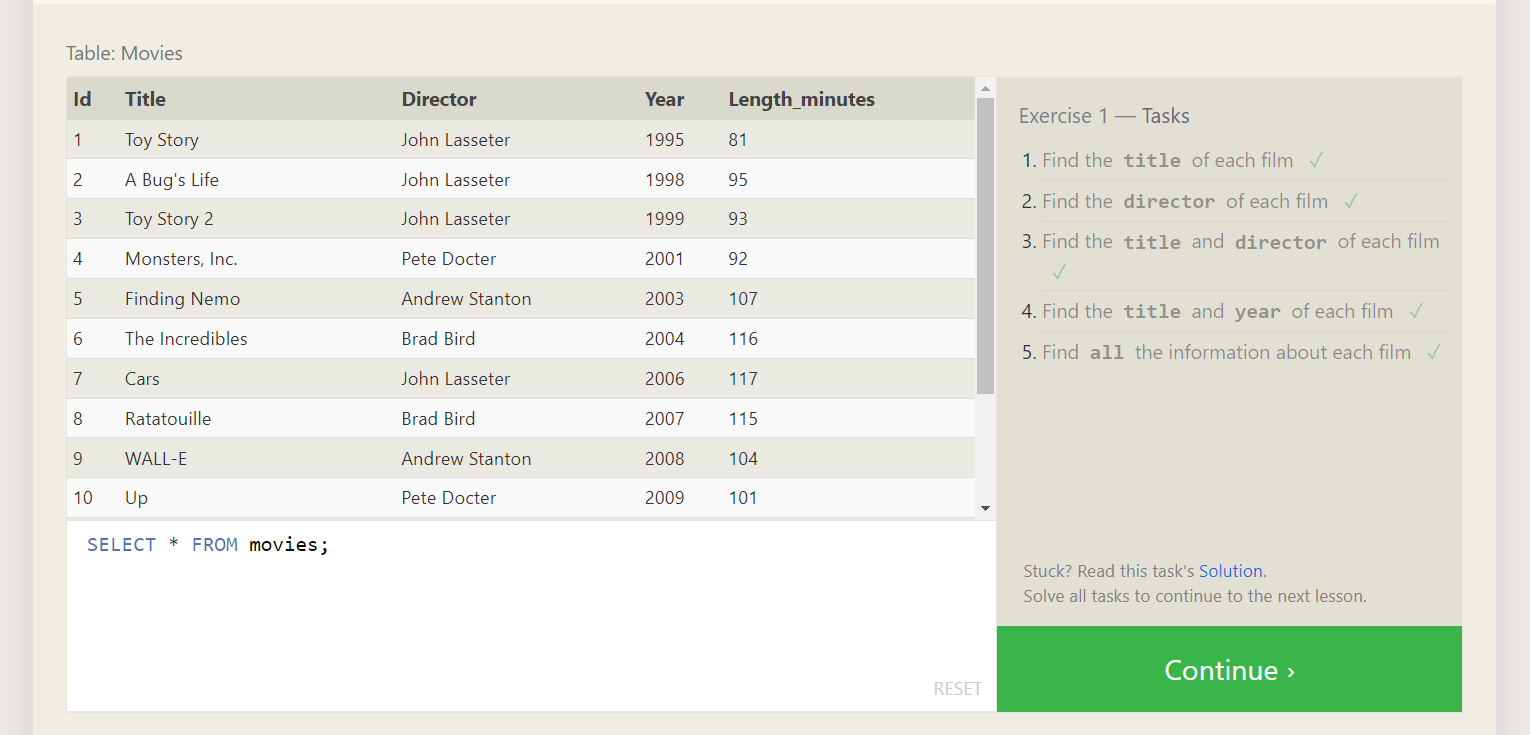 Table: Movies
Id Title Director Year Length_minutes
1 Toy Story John Lasseter 1995 81
2 A Bug's Life John Lasseter 1998 95
3 Toy Story 2 John Lasseter 1999 93
4 Monsters, Inc. Pete Docter 2001 92
5 Finding Nemo Andrew Stanton 2003 107
6 The Incredibles Brad Bird 2004 116
7 Cars John Lasseter 2006 117
8 Ratatouille Brad Bird 2007 115
9 WALL-E Andrew Stanton 2008 104
10 Up Pete Docter 2009 101
SELECT * FROM movies;
RESET
Exercise 1 — Tasks
1. Find the title of each film ✓
2. Find the director of each film ✓
3. Find the title and director of each film
✓
4. Find the title and year of each film ✓
5. Find all the information about each film ✓
Stuck? Read this task's Solution.
Solve all tasks to continue to the next lesson.
Continue ›